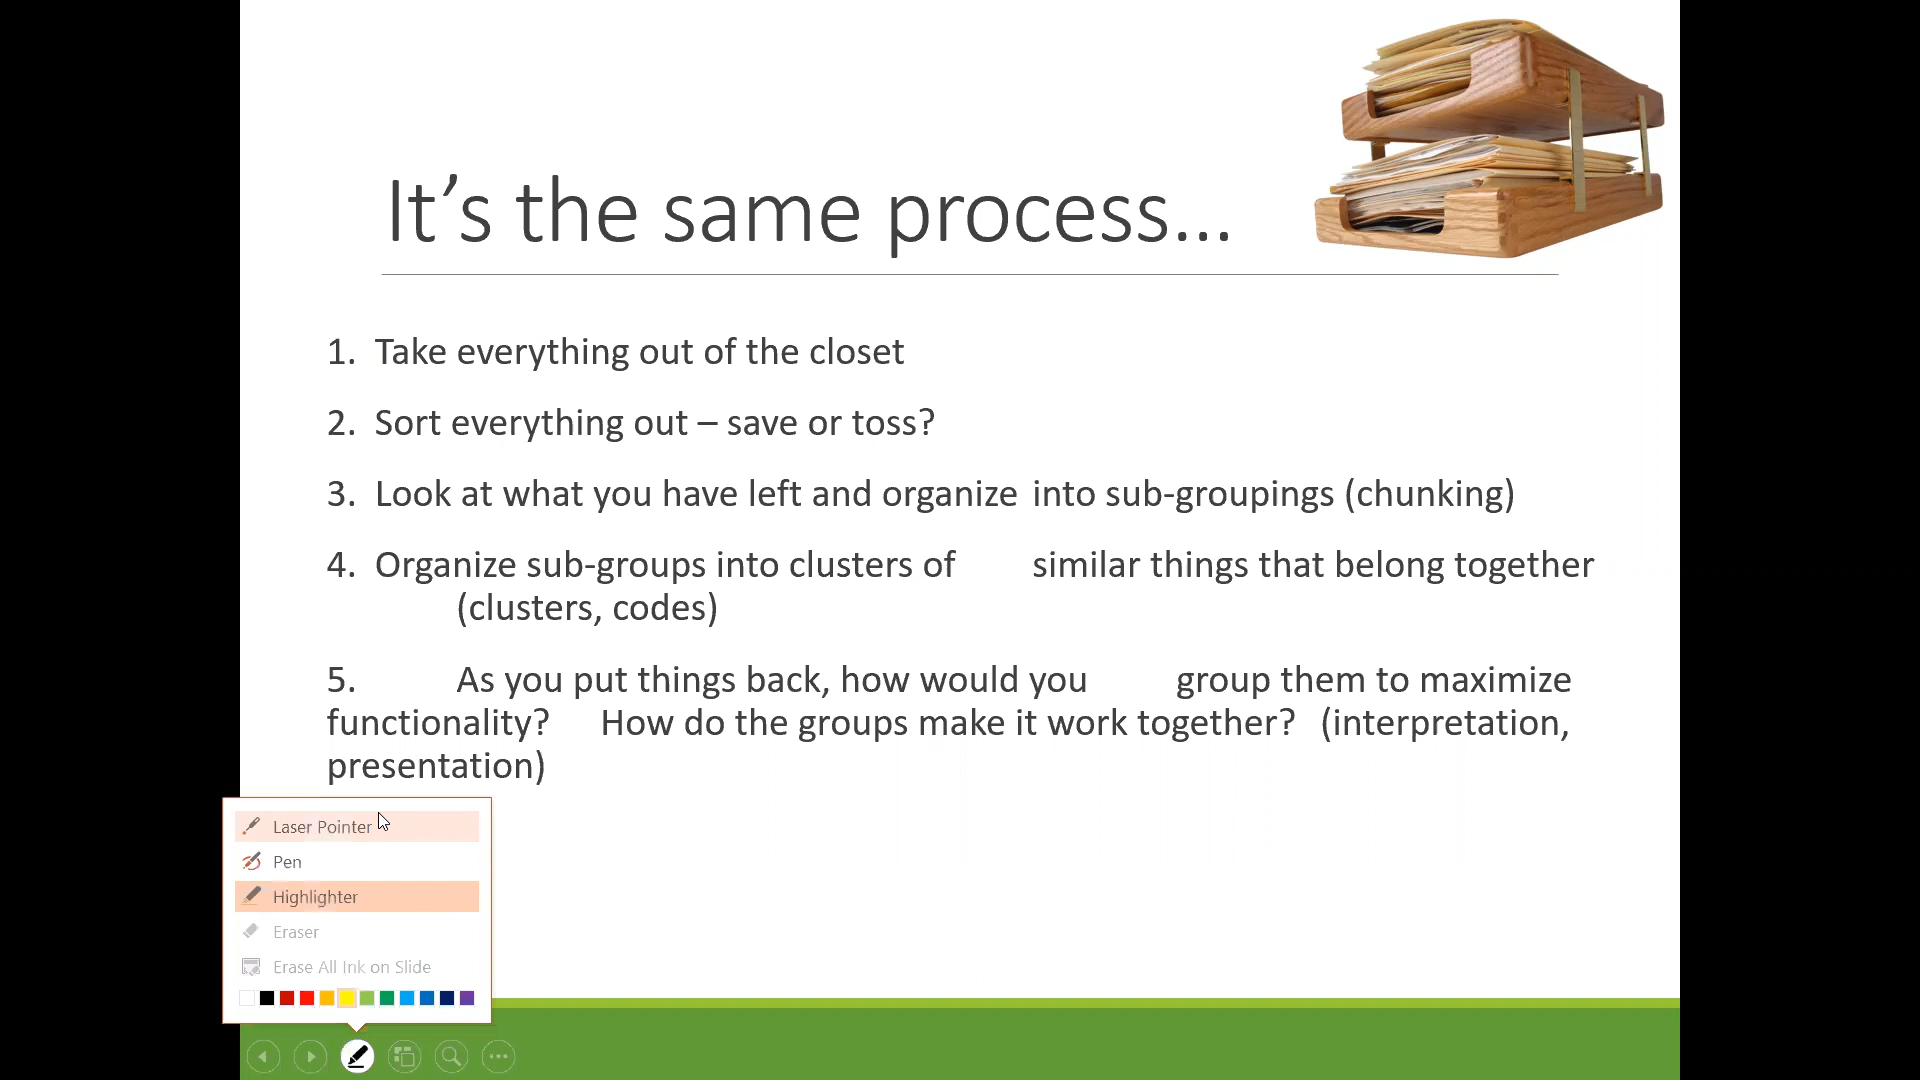 It’s the same process...
1. Take everything out of the closet
2. Sort everything out – save or toss?
3. Look at what you have left and organize into sub-groupings (chunking)
4. Organize sub-groups into clusters of similar things that belong together
(clusters, codes)
5. As you put things back, how would you group them to maximize
functionality? How do the groups make it work together? (interpretation,
presentation)
Laser Pointer
Pen
Highlighter
Eraser
Erase All Ink on Slide